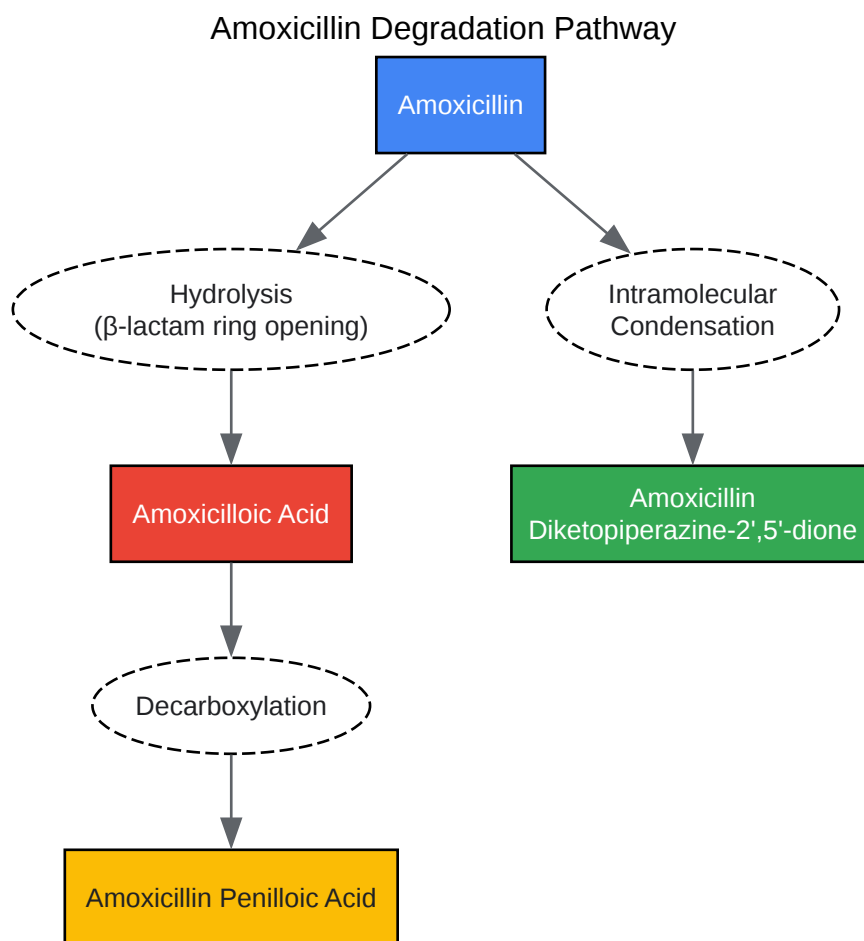 Amoxicillin Degradation Pathway
Amoxicillin
Hydrolysis
(β-lactam ring opening)
Intramolecular
Condensation
Amoxicilloic Acid
Amoxicillin
Diketopiperazine-2',5'-dione
Decarboxylation
Amoxicillin Penilloic Acid